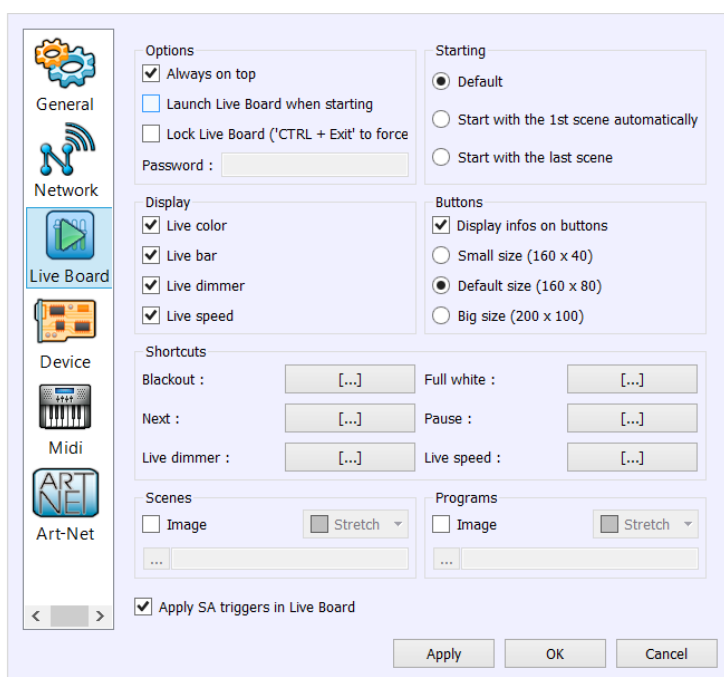 General
Network
Live Board
Device
Midi
ART
NET
Art-Net
Options
Always on top
Launch Live Board when starting
Lock Live Board ('CTRL + Exit' to force
Password :
Starting
Default
Start with the 1st scene automatically
Start with the last scene
Display
Live color
Live bar
Live dimmer
Live speed
Buttons
Display infos on buttons
Small size (160 x 40)
Default size (160 x 80)
Big size (200 x 100)
Shortcuts
Blackout : [...] Full white : [...]
Next : [...] Pause : [...]
Live dimmer : [...] Live speed : [...]
Scenes
Image Stretch
...
Programs
Image Stretch
...
Apply SA triggers in Live Board
Apply OK Cancel